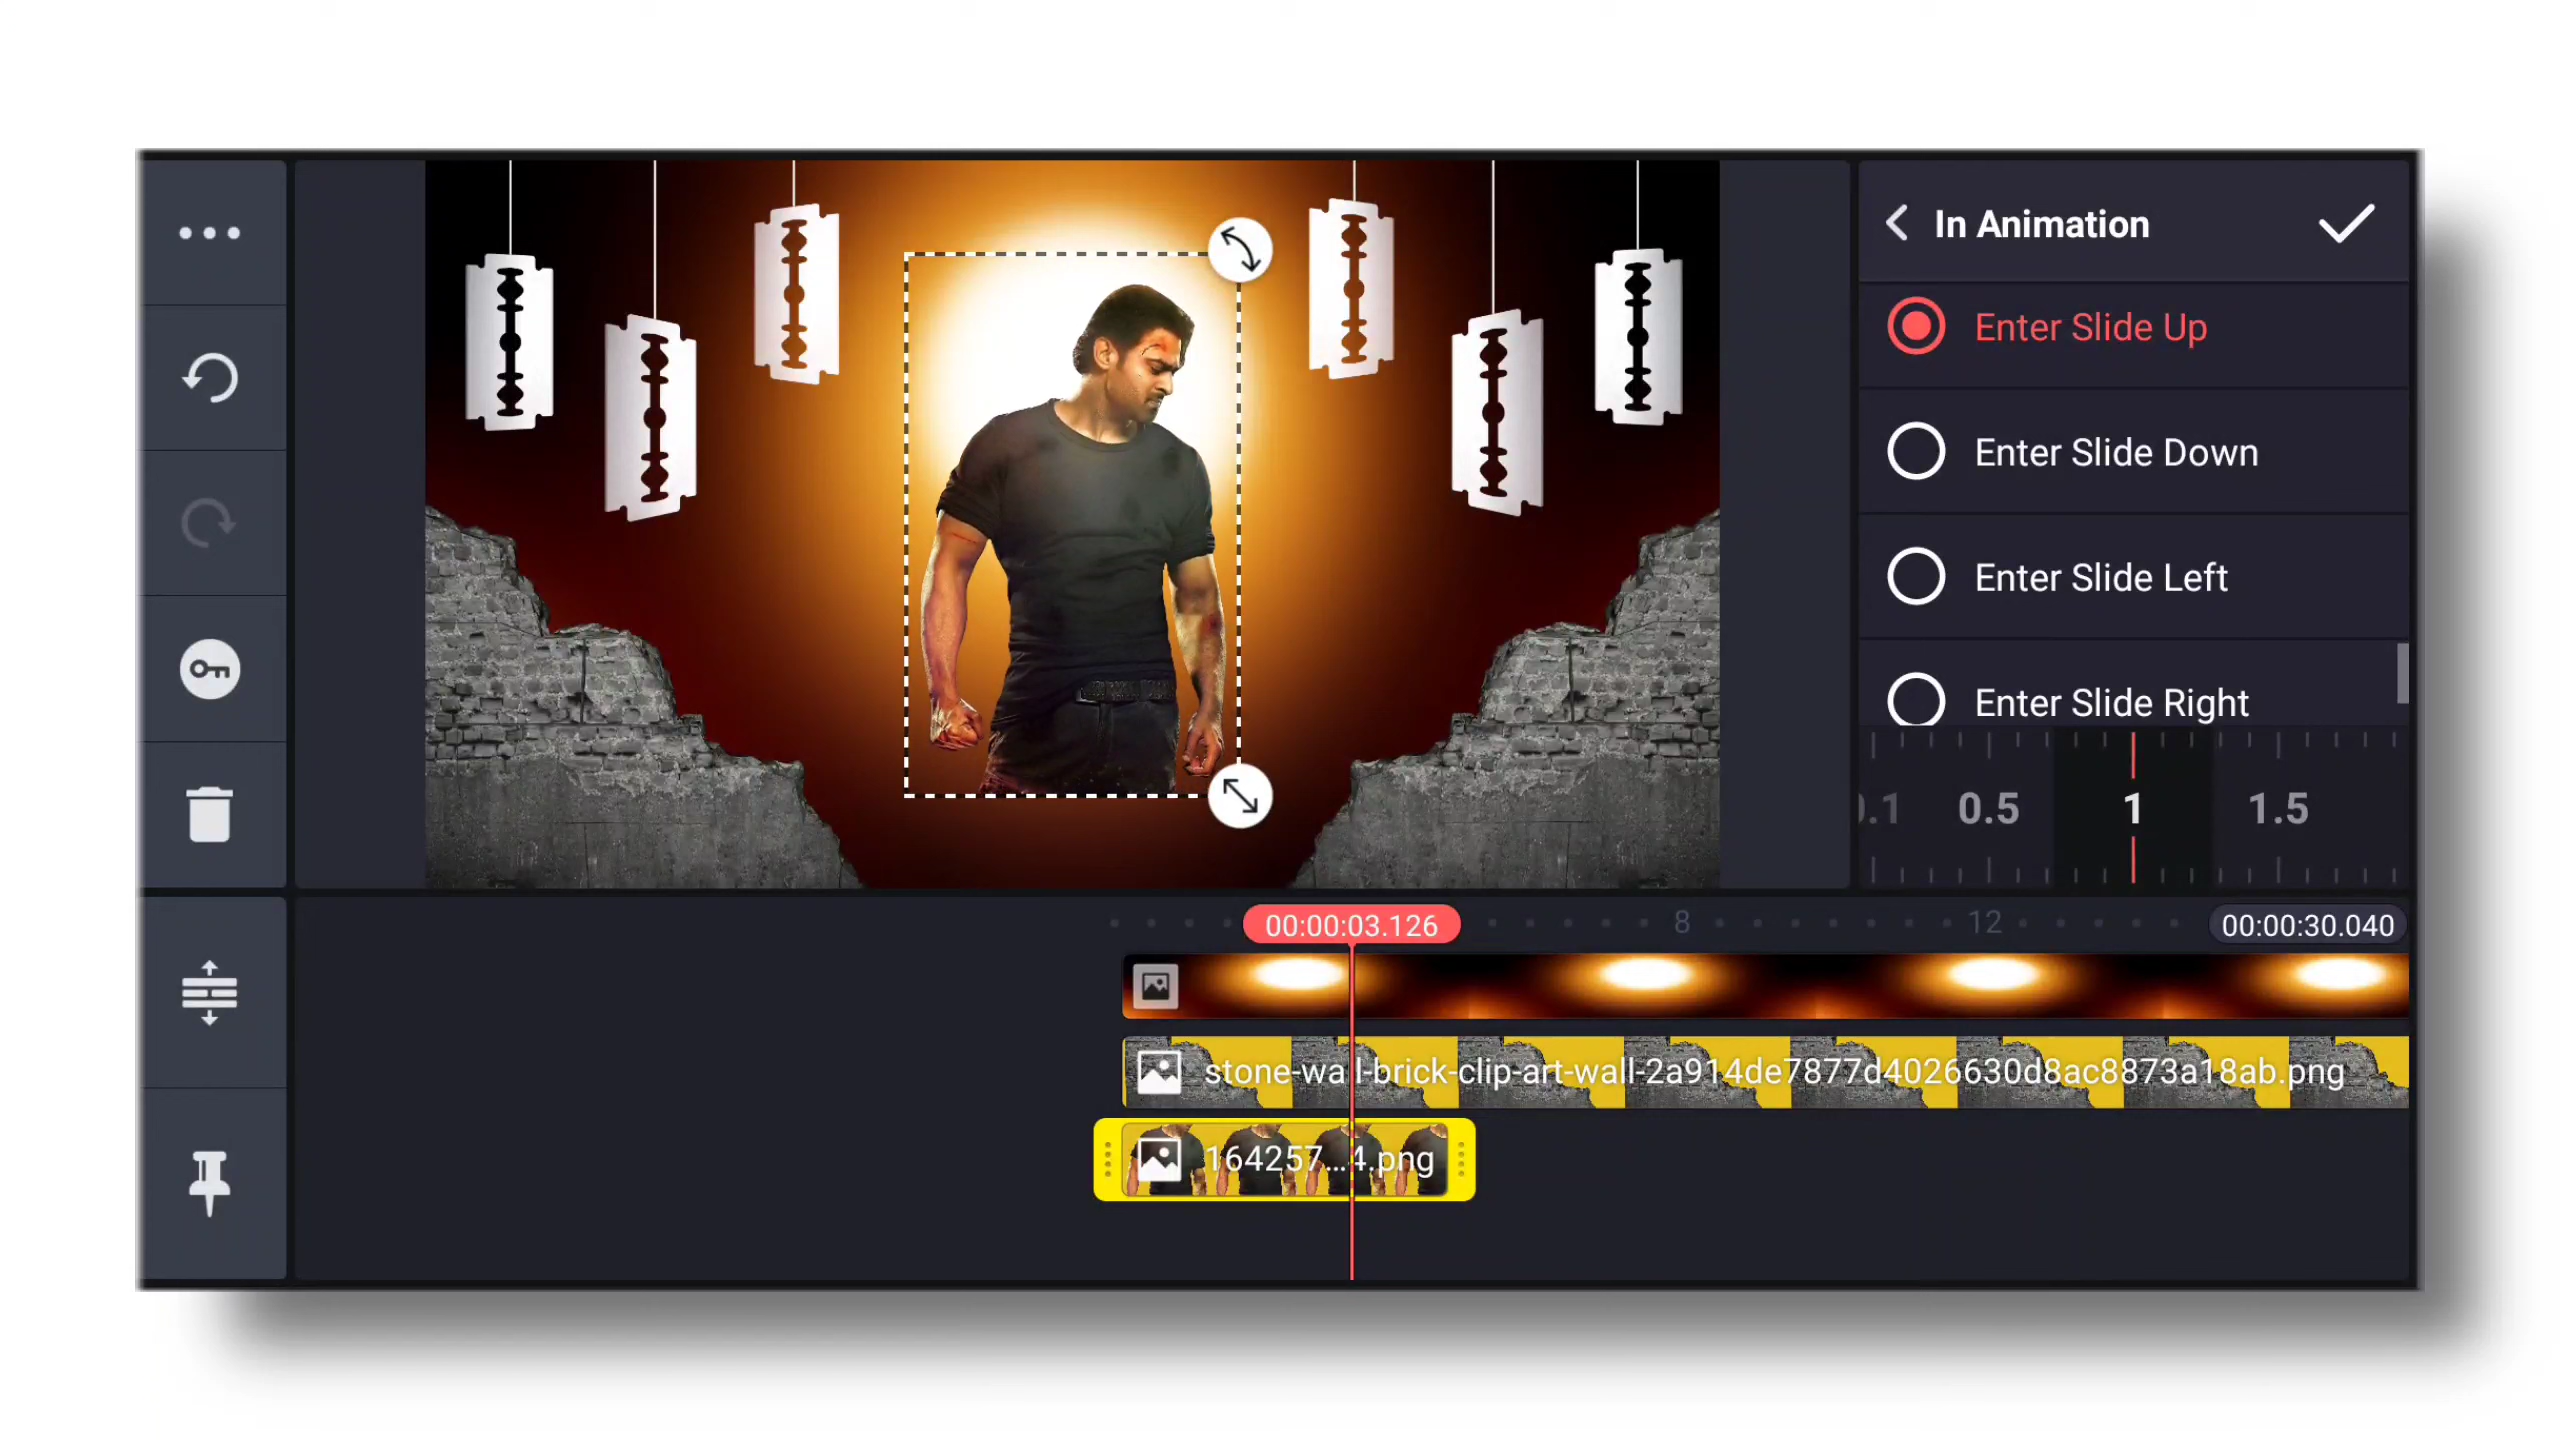 In Animation
Enter Slide Up
Enter Slide Down
Enter Slide Left
Enter Slide Right
0.5 1 1.5
00:00:03.126 8 12 00:00:30.040
stone-wall-brick-clip-art-wall-2a914de7877d4026630d8ac8873a18ab.png
164257...4.png